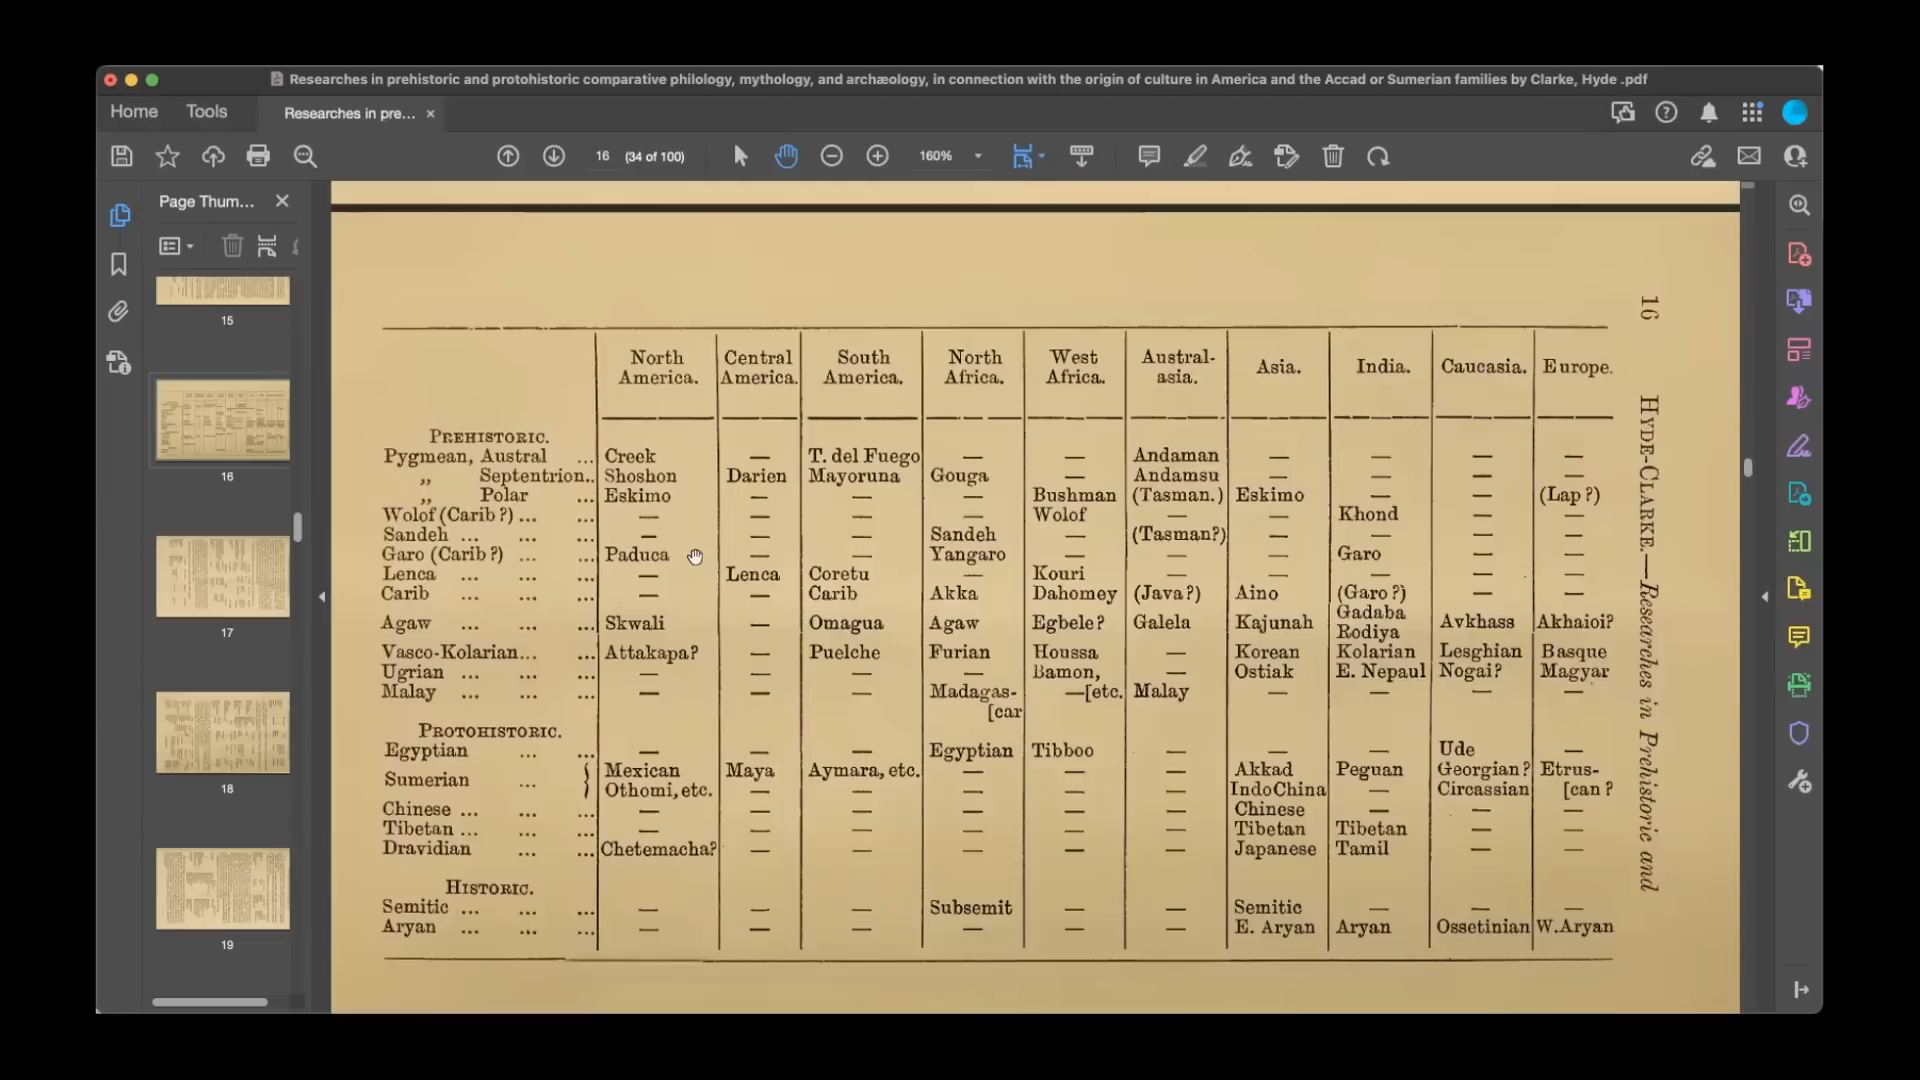 Researches in prehistoric and protohistoric comparative philology, mythology, and archæology, in connection with the origin of culture in America and the Accad or Sumerian families by Clarke, Hyde .pdf
Home Tools Researches in pre... ×
16 (34 of 100) 160%
Page Thum...
15
16
17
18
19
16 HYDE-CLARKE.—Researches in Prehistoric and
North America. Central America. South America. North Africa. West Africa. Austral-asia. Asia. India. Caucasia. Europe.
PREHISTORIC.
Pygmean, Austral ... Creek — T. del Fuego — — Andaman — — — —
„ Septentrion.. Shoshon Darien Mayoruna Gouga — Andamsu — — — —
„ Polar ... Eskimo — — — Bushman (Tasman.) Eskimo — — (Lap ?)
Wolof (Carib ?) ... ... — — — — Wolof — — Khond — —
Sandeh ... ... ... — — — Sandeh — (Tasman?) — — — —
Garo (Carib ?) ... ... Paduca — — Yangaro — — — Garo — —
Lenca ... ... ... — Lenca Coretu — Kouri — — — — —
Carib ... ... ... — — Carib Akka Dahomey (Java ?) Aino (Garo ?) — —
Agaw ... ... ... Skwali — Omagua Agaw Egbele ? Galela Kajunah Gadaba Rodiya Avkhass Akhaioi?
Vasco-Kolarian... ... Attakapa? — Puelche Furian Houssa — Korean Kolarian Lesghian Basque
Ugrian ... ... ... — — — — Bamon, — Ostiak E. Nepaul Nogai? Magyar
Malay ... ... ... — — — Madagas- —[etc. Malay — — — —
[car
PROTOHISTORIC.
Egyptian ... ... — — — Egyptian Tibboo — — — Ude —
Sumerian ... { Mexican Maya Aymara, etc. — — — Akkad Peguan Georgian ? Etrus-
Othomi, etc. — — — — — IndoChina — Circassian [can ?
Chinese ... ... ... — — — — — — Chinese — — —
Tibetan ... ... ... — — — — — — Tibetan Tibetan — —
Dravidian ... ... Chetemacha? — — — — — Japanese Tamil — —
HISTORIC.
Semitic ... ... ... — — — Subsemit — — Semitic — — —
Aryan ... ... ... — — — — — — E. Aryan Aryan Ossetinian W. Aryan